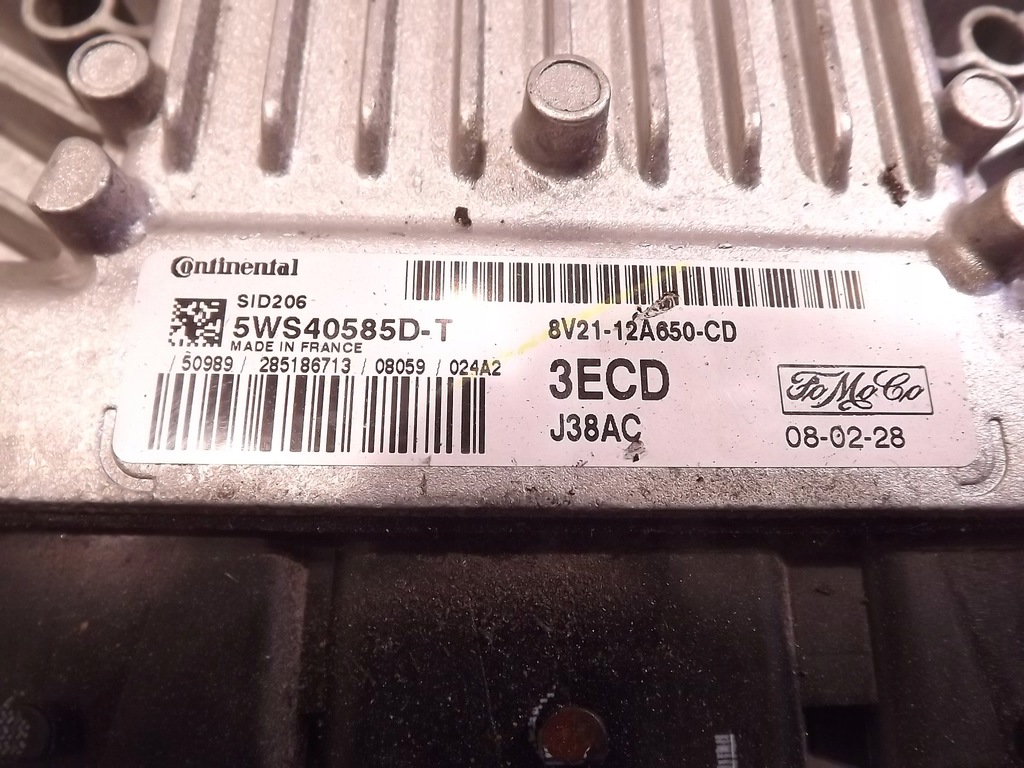 Continental
SID206
5WS40585D-T
MADE IN FRANCE
/ 50989 / 285186713 / 08059 / 024A2
8V21-12A650-CD
3ECD
J38AC
FoMoCo
08-02-28